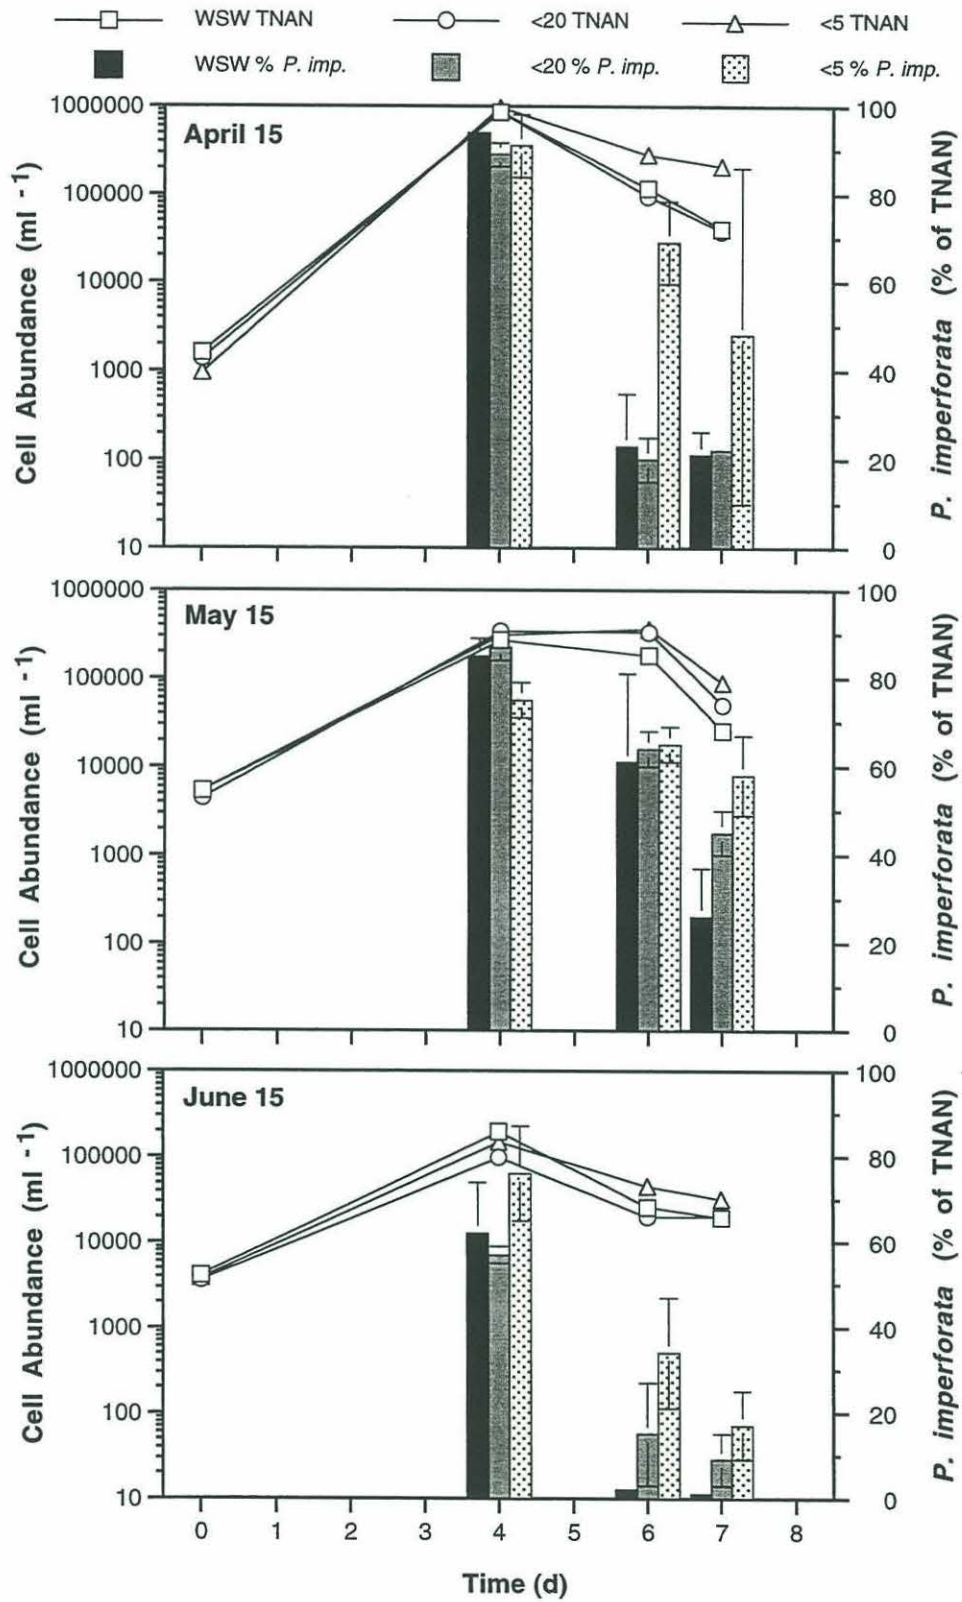 WSW TNAN <20 TNAN <5 TNAN
WSW % P. imp. <20 % P. imp. <5 % P. imp.
April 15
1000000
100000
10000
1000
100
10
Cell Abundance (ml -1)
100
80
60
40
20
0
P. imperforata (% of TNAN)
May 15
1000000
100000
10000
1000
100
10
Cell Abundance (ml -1)
100
80
60
40
20
0
P. imperforata (% of TNAN)
June 15
1000000
100000
10000
1000
100
10
Cell Abundance (ml -1)
100
80
60
40
20
0
P. imperforata (% of TNAN)
0 1 2 3 4 5 6 7 8
Time (d)